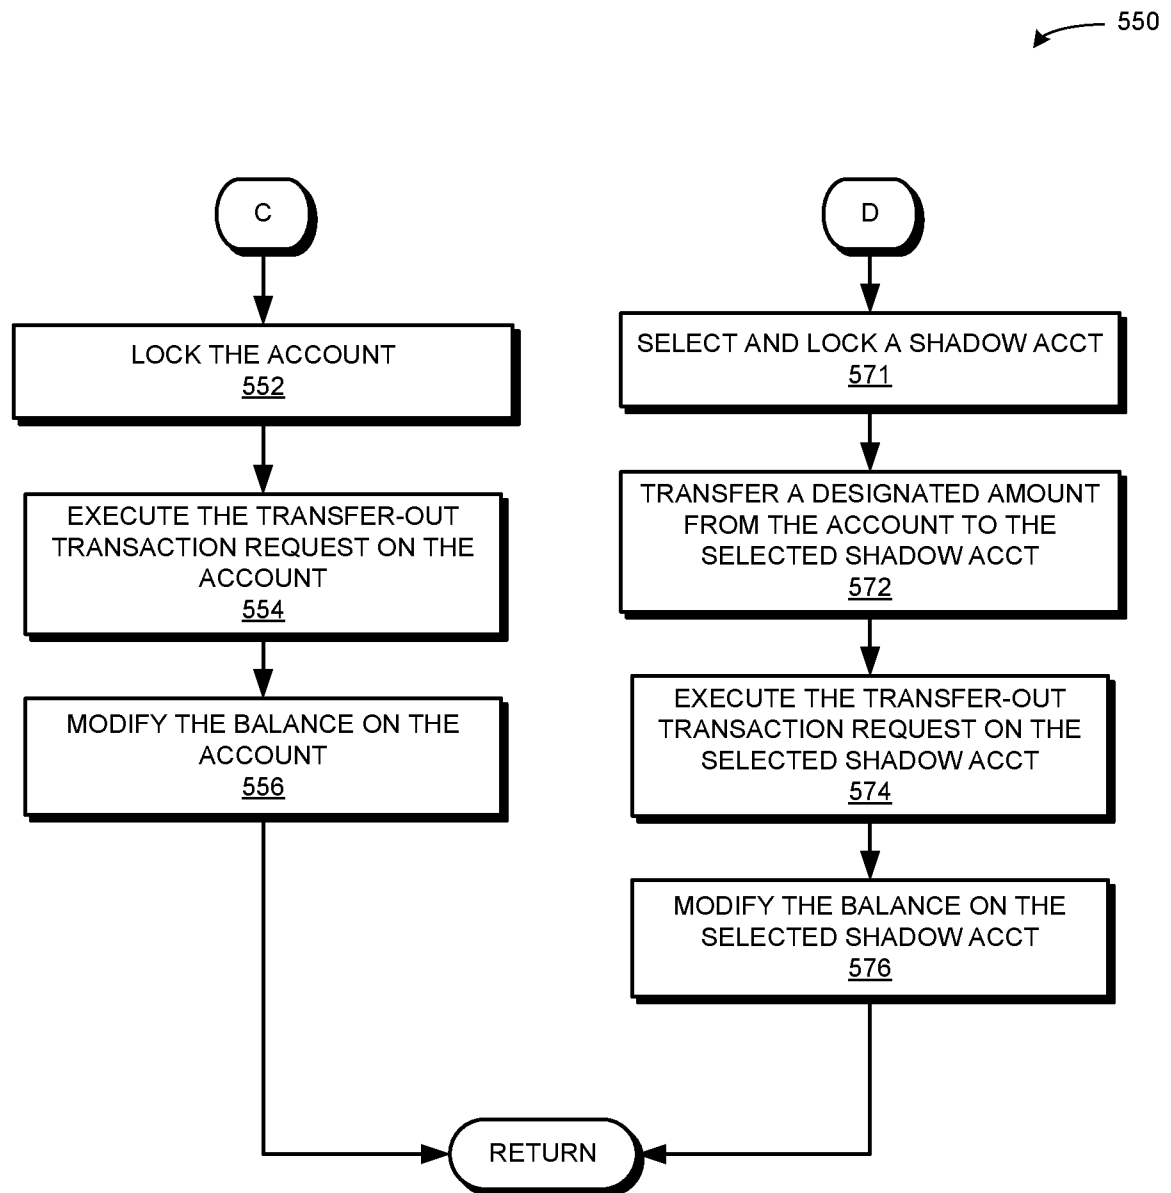 550
C
LOCK THE ACCOUNT
552
EXECUTE THE TRANSFER-OUT
TRANSACTION REQUEST ON THE
ACCOUNT
554
MODIFY THE BALANCE ON THE
ACCOUNT
556
D
SELECT AND LOCK A SHADOW ACCT
571
TRANSFER A DESIGNATED AMOUNT
FROM THE ACCOUNT TO THE
SELECTED SHADOW ACCT
572
EXECUTE THE TRANSFER-OUT
TRANSACTION REQUEST ON THE
SELECTED SHADOW ACCT
574
MODIFY THE BALANCE ON THE
SELECTED SHADOW ACCT
576
RETURN